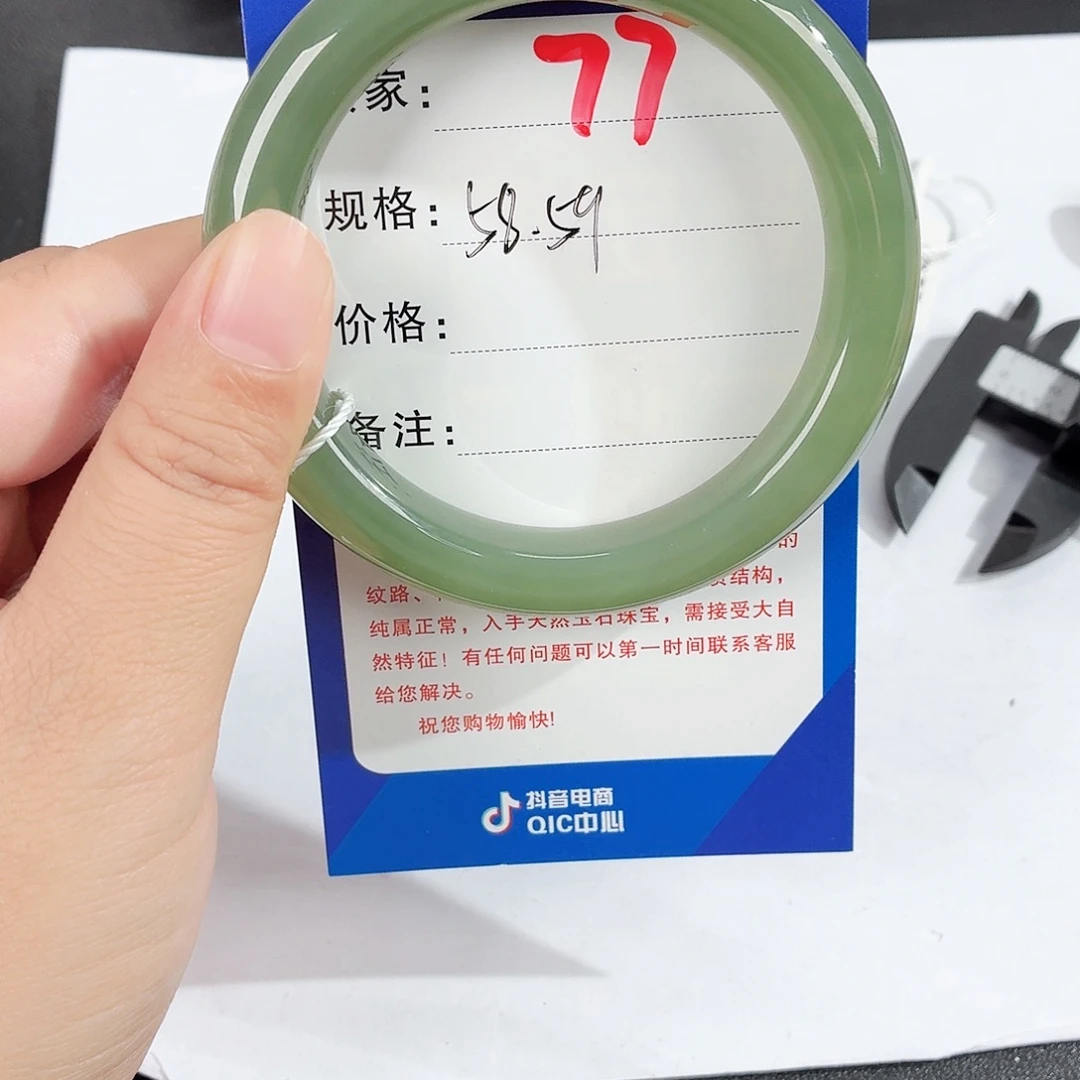 家： 77
规格： 58.59
价格：
备注：
的
纹路、
结构，
纯属正常，入手天然玉石珠宝，需接受大自
然特征！有任何问题可以第一时间联系客服
给您解决。
祝您购物愉快!
抖音电商
QIC中心